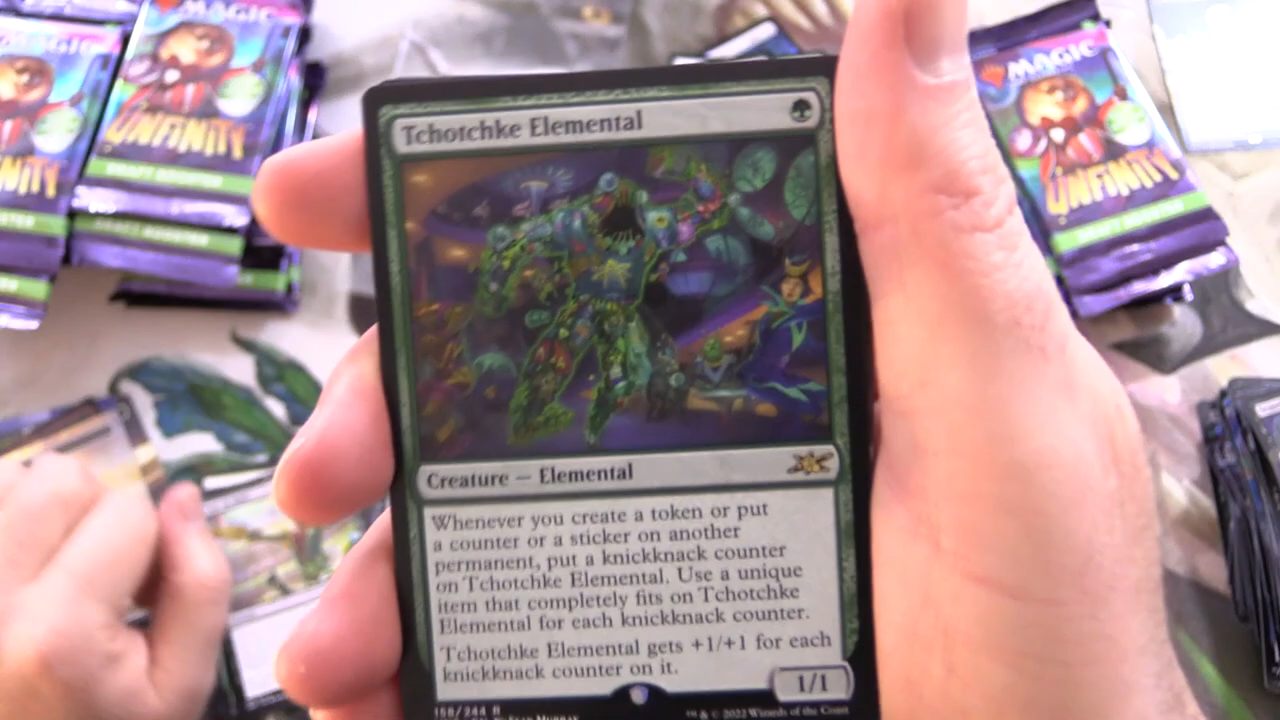 MAGIC
UNFINITY
DRAFT BOOSTER
MAGIC
UNFINITY
DRAFT BOOSTER
Tchotchke Elemental
Creature — Elemental
Whenever you create a token or put
a counter or a sticker on another
permanent, put a knickknack counter
on Tchotchke Elemental. Use a unique
item that completely fits on Tchotchke
Elemental for each knickknack counter.
Tchotchke Elemental gets +1/+1 for each
knickknack counter on it.
1/1
158/244 R
™ & © 2022 Wizards of the Coast